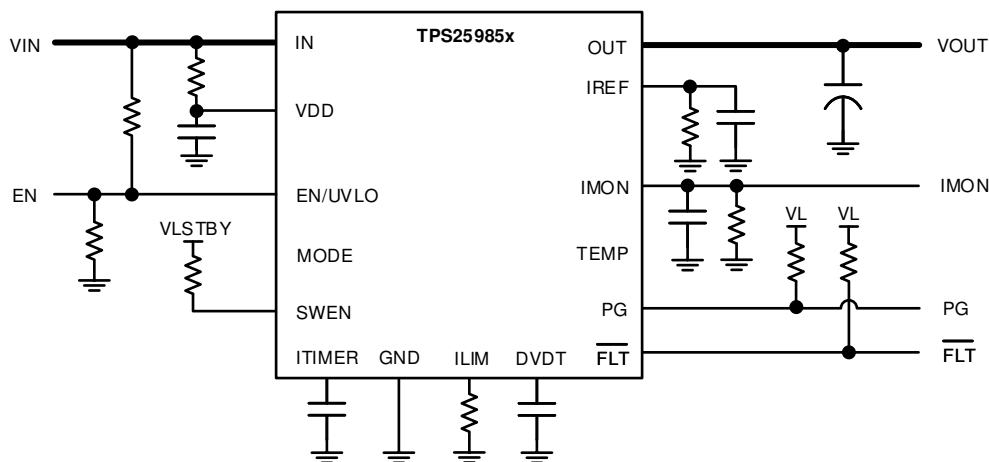 TPS25985x
VIN
IN
OUT
VOUT
IREF
VDD
EN
EN/UVLO
IMON
IMON
VLSTBY
VL
VL
MODE
TEMP
SWEN
PG
PG
ITIMER
GND
ILIM
DVDT
FLT
FLT